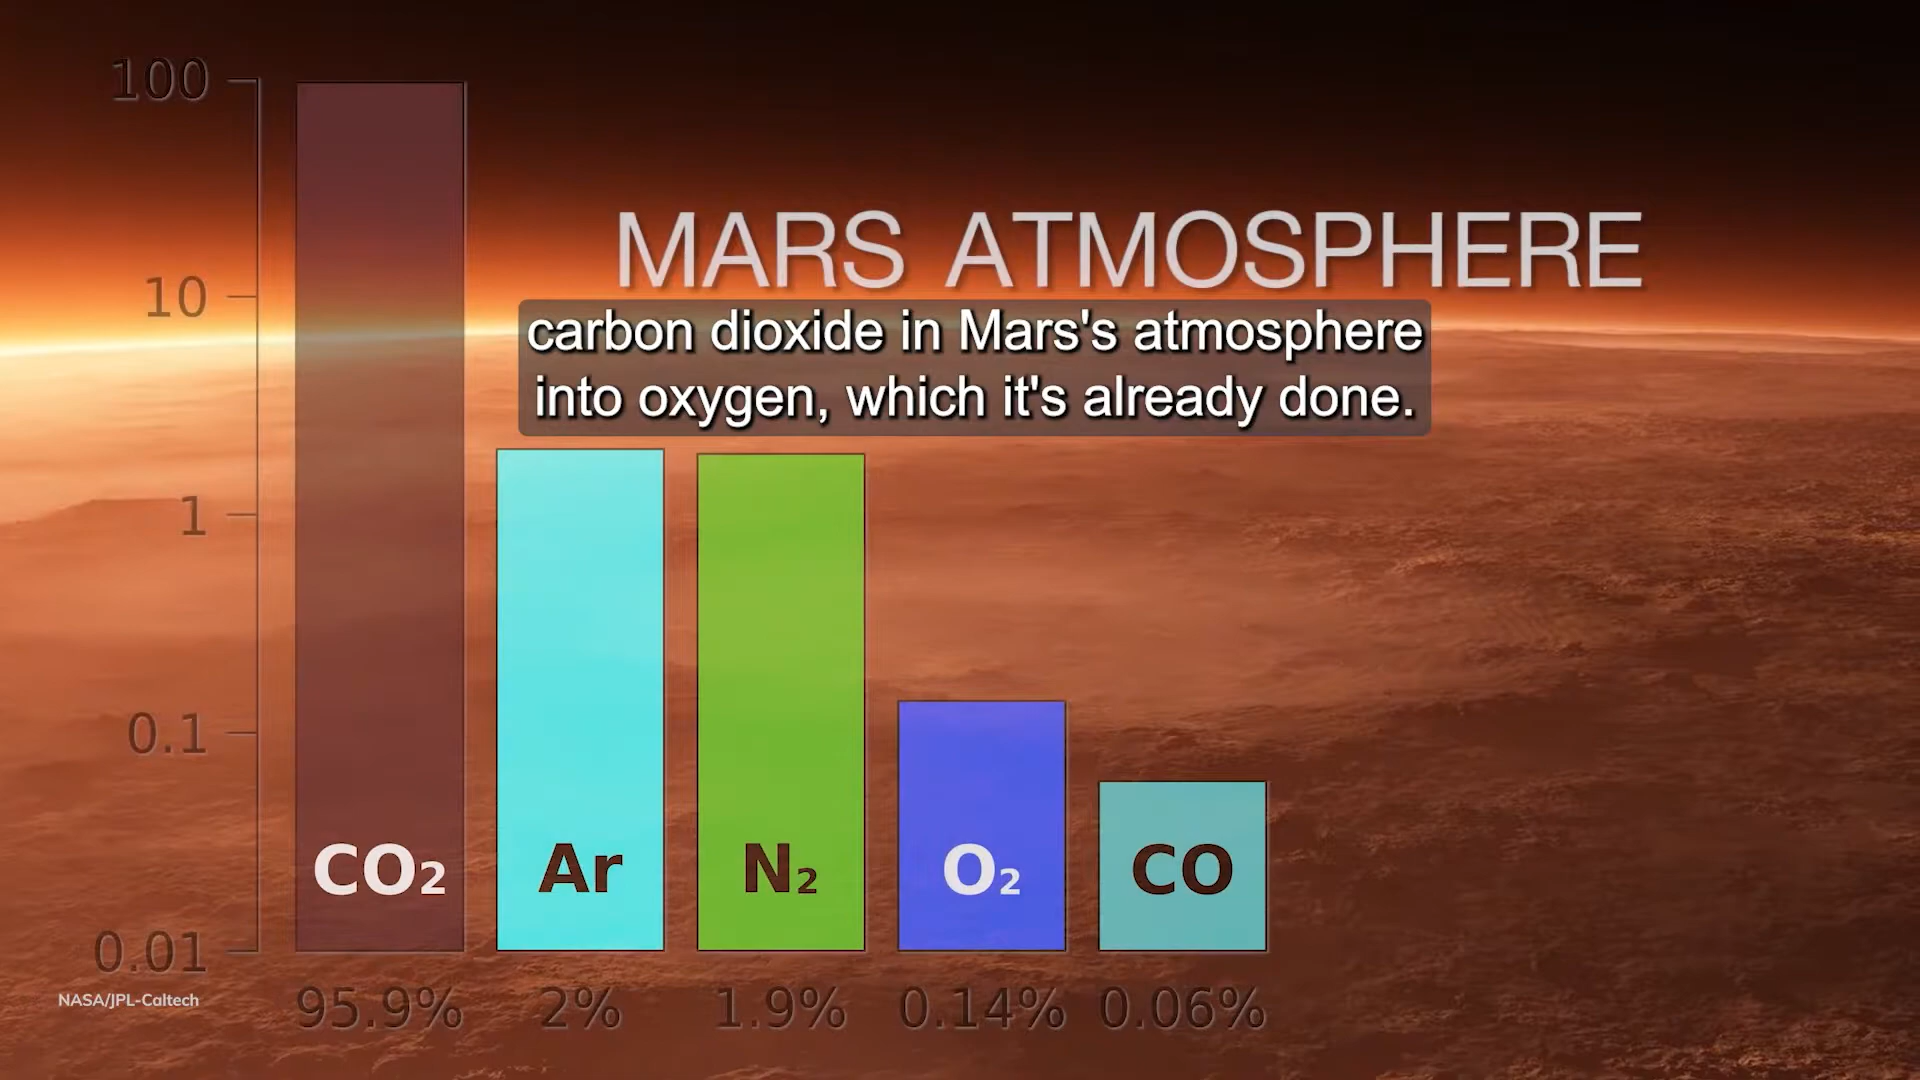 100
10
1
0.1
0.01
MARS ATMOSPHERE
carbon dioxide in Mars's atmosphere
into oxygen, which it's already done.
CO₂ Ar N₂ O₂ CO
95.9% 2% 1.9% 0.14% 0.06%
NASA/JPL-Caltech